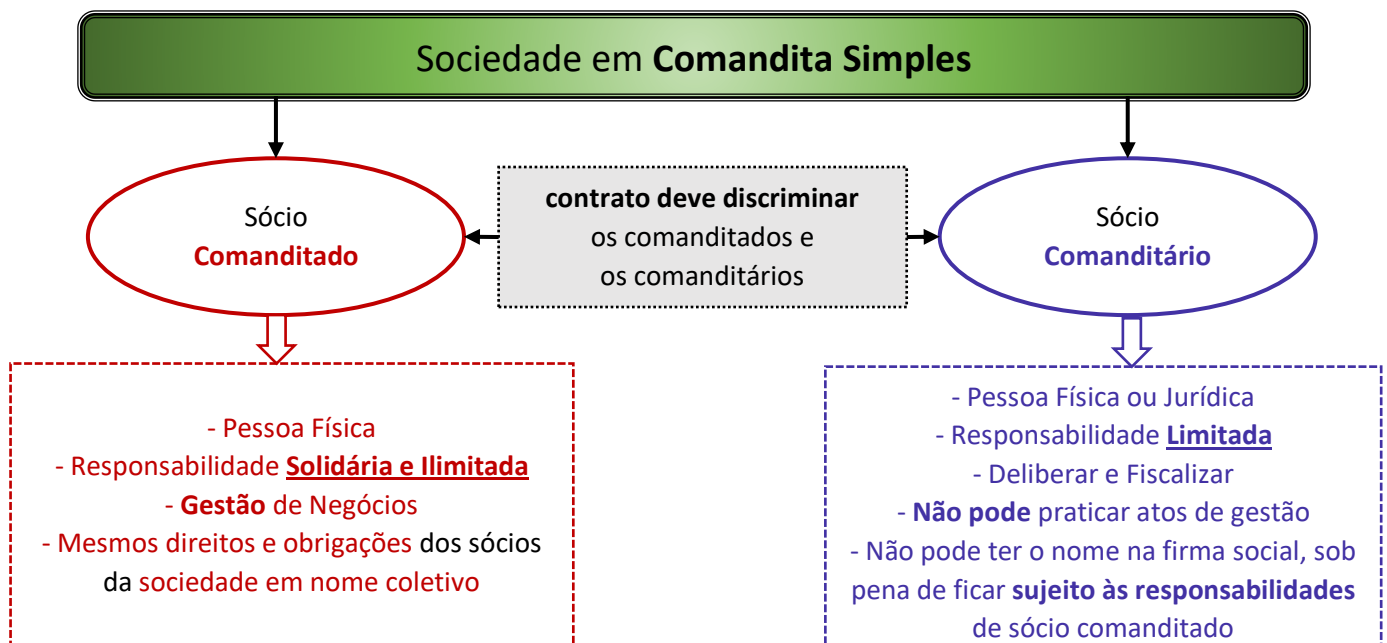 Sociedade em Comandita Simples
Sócio
Comanditado
contrato deve discriminar
os comanditados e
os comanditários
Sócio
Comanditário
- Pessoa Física
- Responsabilidade Solidária e Ilimitada
- Gestão de Negócios
- Mesmos direitos e obrigações dos sócios
da sociedade em nome coletivo
- Pessoa Física ou Jurídica
- Responsabilidade Limitada
- Deliberar e Fiscalizar
- Não pode praticar atos de gestão
- Não pode ter o nome na firma social, sob
pena de ficar sujeito às responsabilidades
de sócio comanditado